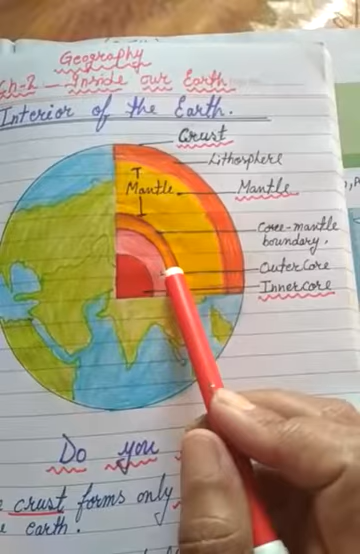 Geography
Ch-2 - Inside our Earth
Interior of the Earth.
Crust
Lithosphere
Mantle
Mantle
Core-mantle
boundary.
Outer Core
Inner core
Do you
crust forms only
earth.